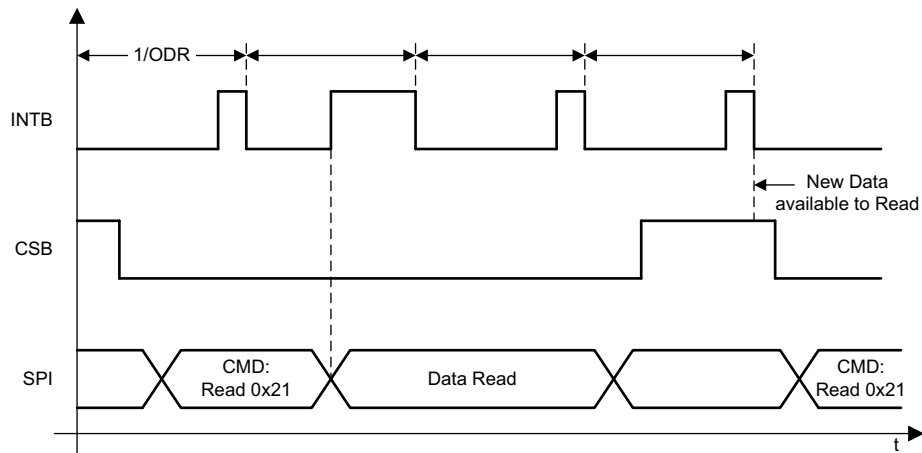 1/ODR
INTB
New Data
available to Read
CSB
SPI
CMD:
Read 0x21
Data Read
CMD:
Read 0x21
t